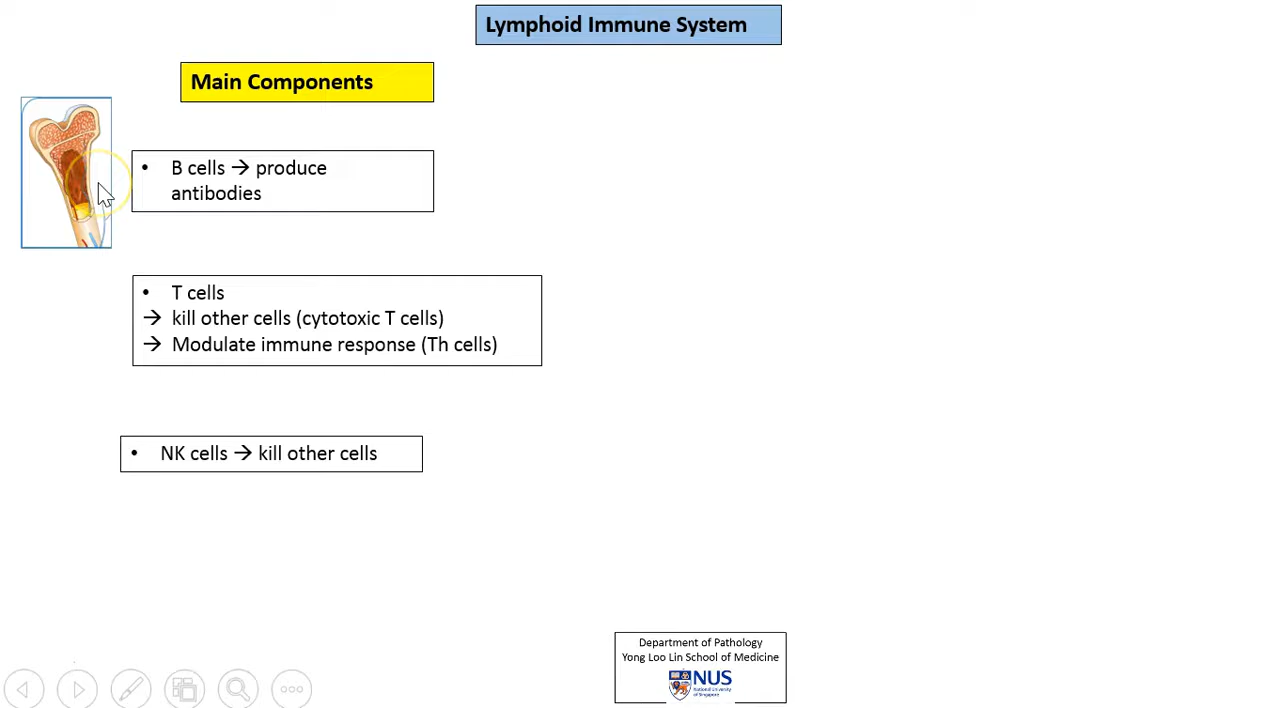 Lymphoid Immune System
Main Components
• B cells → produce
antibodies
• T cells
→ kill other cells (cytotoxic T cells)
→ Modulate immune response (Th cells)
• NK cells → kill other cells
Department of Pathology
Yong Loo Lin School of Medicine
NUS
National University
of Singapore